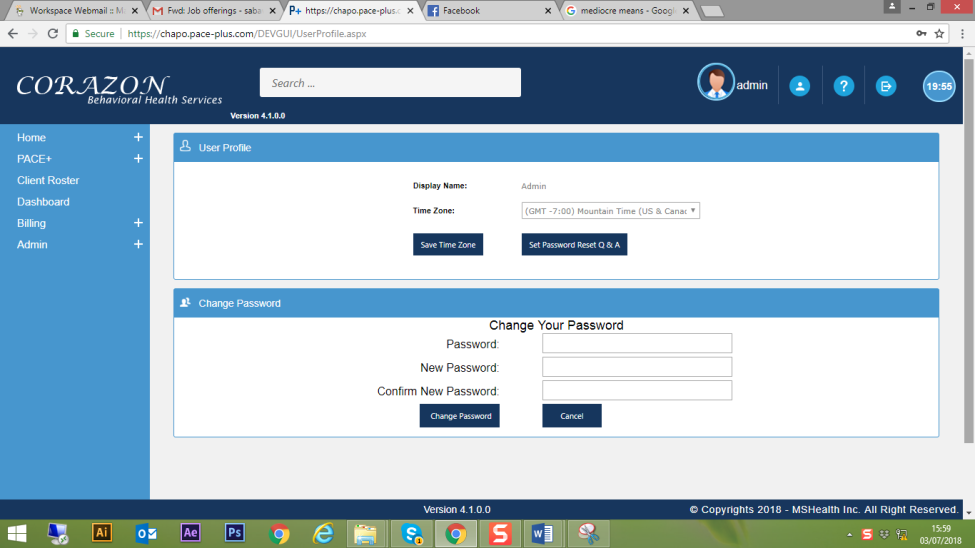 Workspace Webmail :: M
Fwd: Job offerings - saba
P+ https://chapo.pace-plus.c
Facebook
mediocre means - Googl
Secure | https://chapo.pace-plus.com/DEVGUI/UserProfile.aspx
CORAZON
Behavioral Health Services
Search ...
admin
?
19:55
Version 4.1.0.0
Home +
PACE+ +
Client Roster
Dashboard
Billing +
Admin +
User Profile
Display Name: Admin
Time Zone: (GMT -7:00) Mountain Time (US & Canad
Save Time Zone Set Password Reset Q & A
Change Password
Change Your Password
Password:
New Password:
Confirm New Password:
Change Password Cancel
Version 4.1.0.0 © Copyrights 2018 - MSHealth Inc. All Right Reserved.
Ai Ae Ps
15:59
03/07/2018